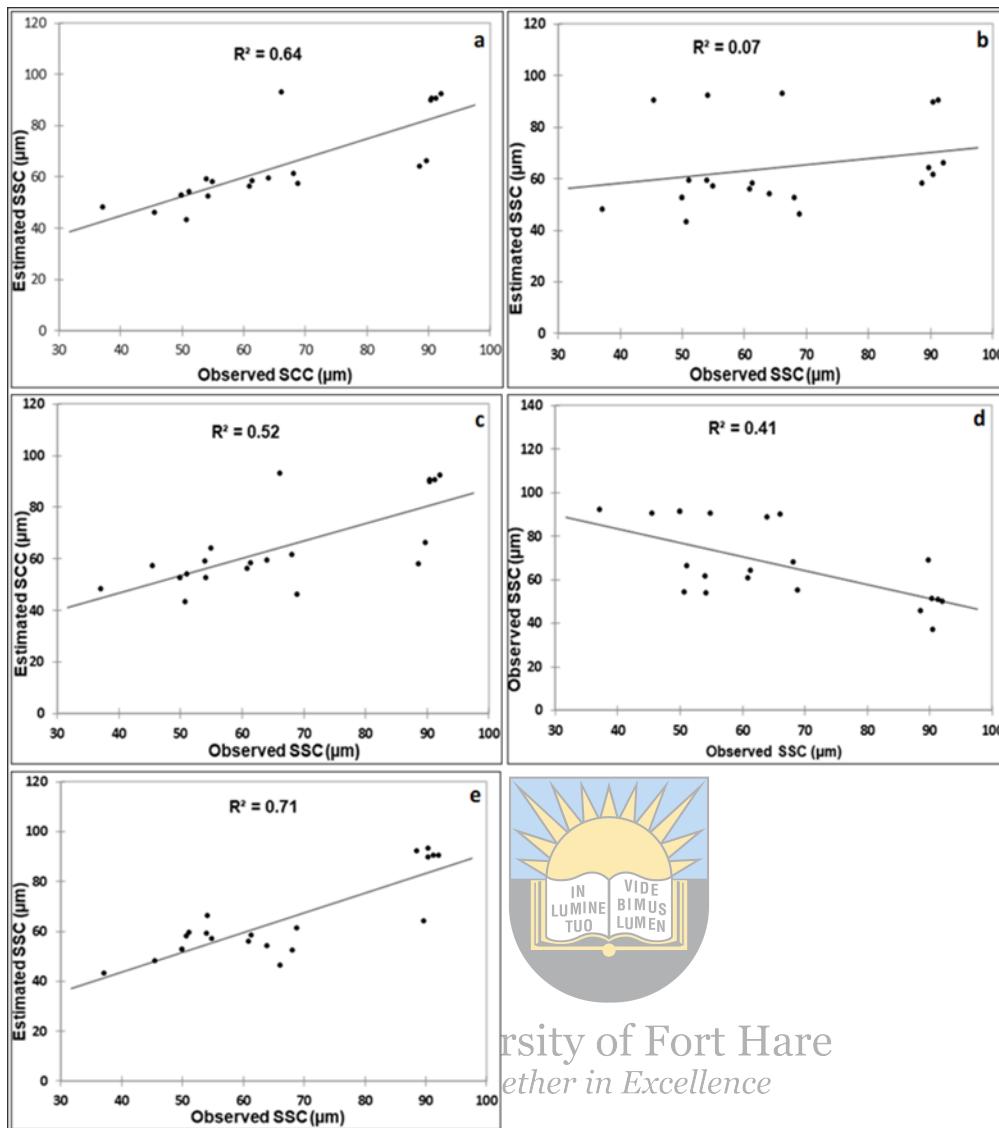 a
R² = 0.64
120
100
80
60
40
20
0
30 40 50 60 70 80 90 100
Estimated SSC (µm)
Observed SCC (µm)
b
R² = 0.07
120
100
80
60
40
20
0
30 40 50 60 70 80 90 100
Estimated SSC (µm)
Observed SSC (µm)
c
R² = 0.52
120
100
80
60
40
20
0
30 40 50 60 70 80 90 100
Estimated SCC (µm)
Observed SSC (µm)
d
R² = 0.41
140
120
100
80
60
40
20
0
30 40 50 60 70 80 90 100
Observed SSC (µm)
Observed SSC (µm)
e
R² = 0.71
120
100
80
60
40
20
0
30 40 50 60 70 80 90 100
Estimated SSC (µm)
Observed SSC (µm)
IN
LUMINE
TUO
VIDE
BIMUS
LUMEN
rsity of Fort Hare
ether in Excellence